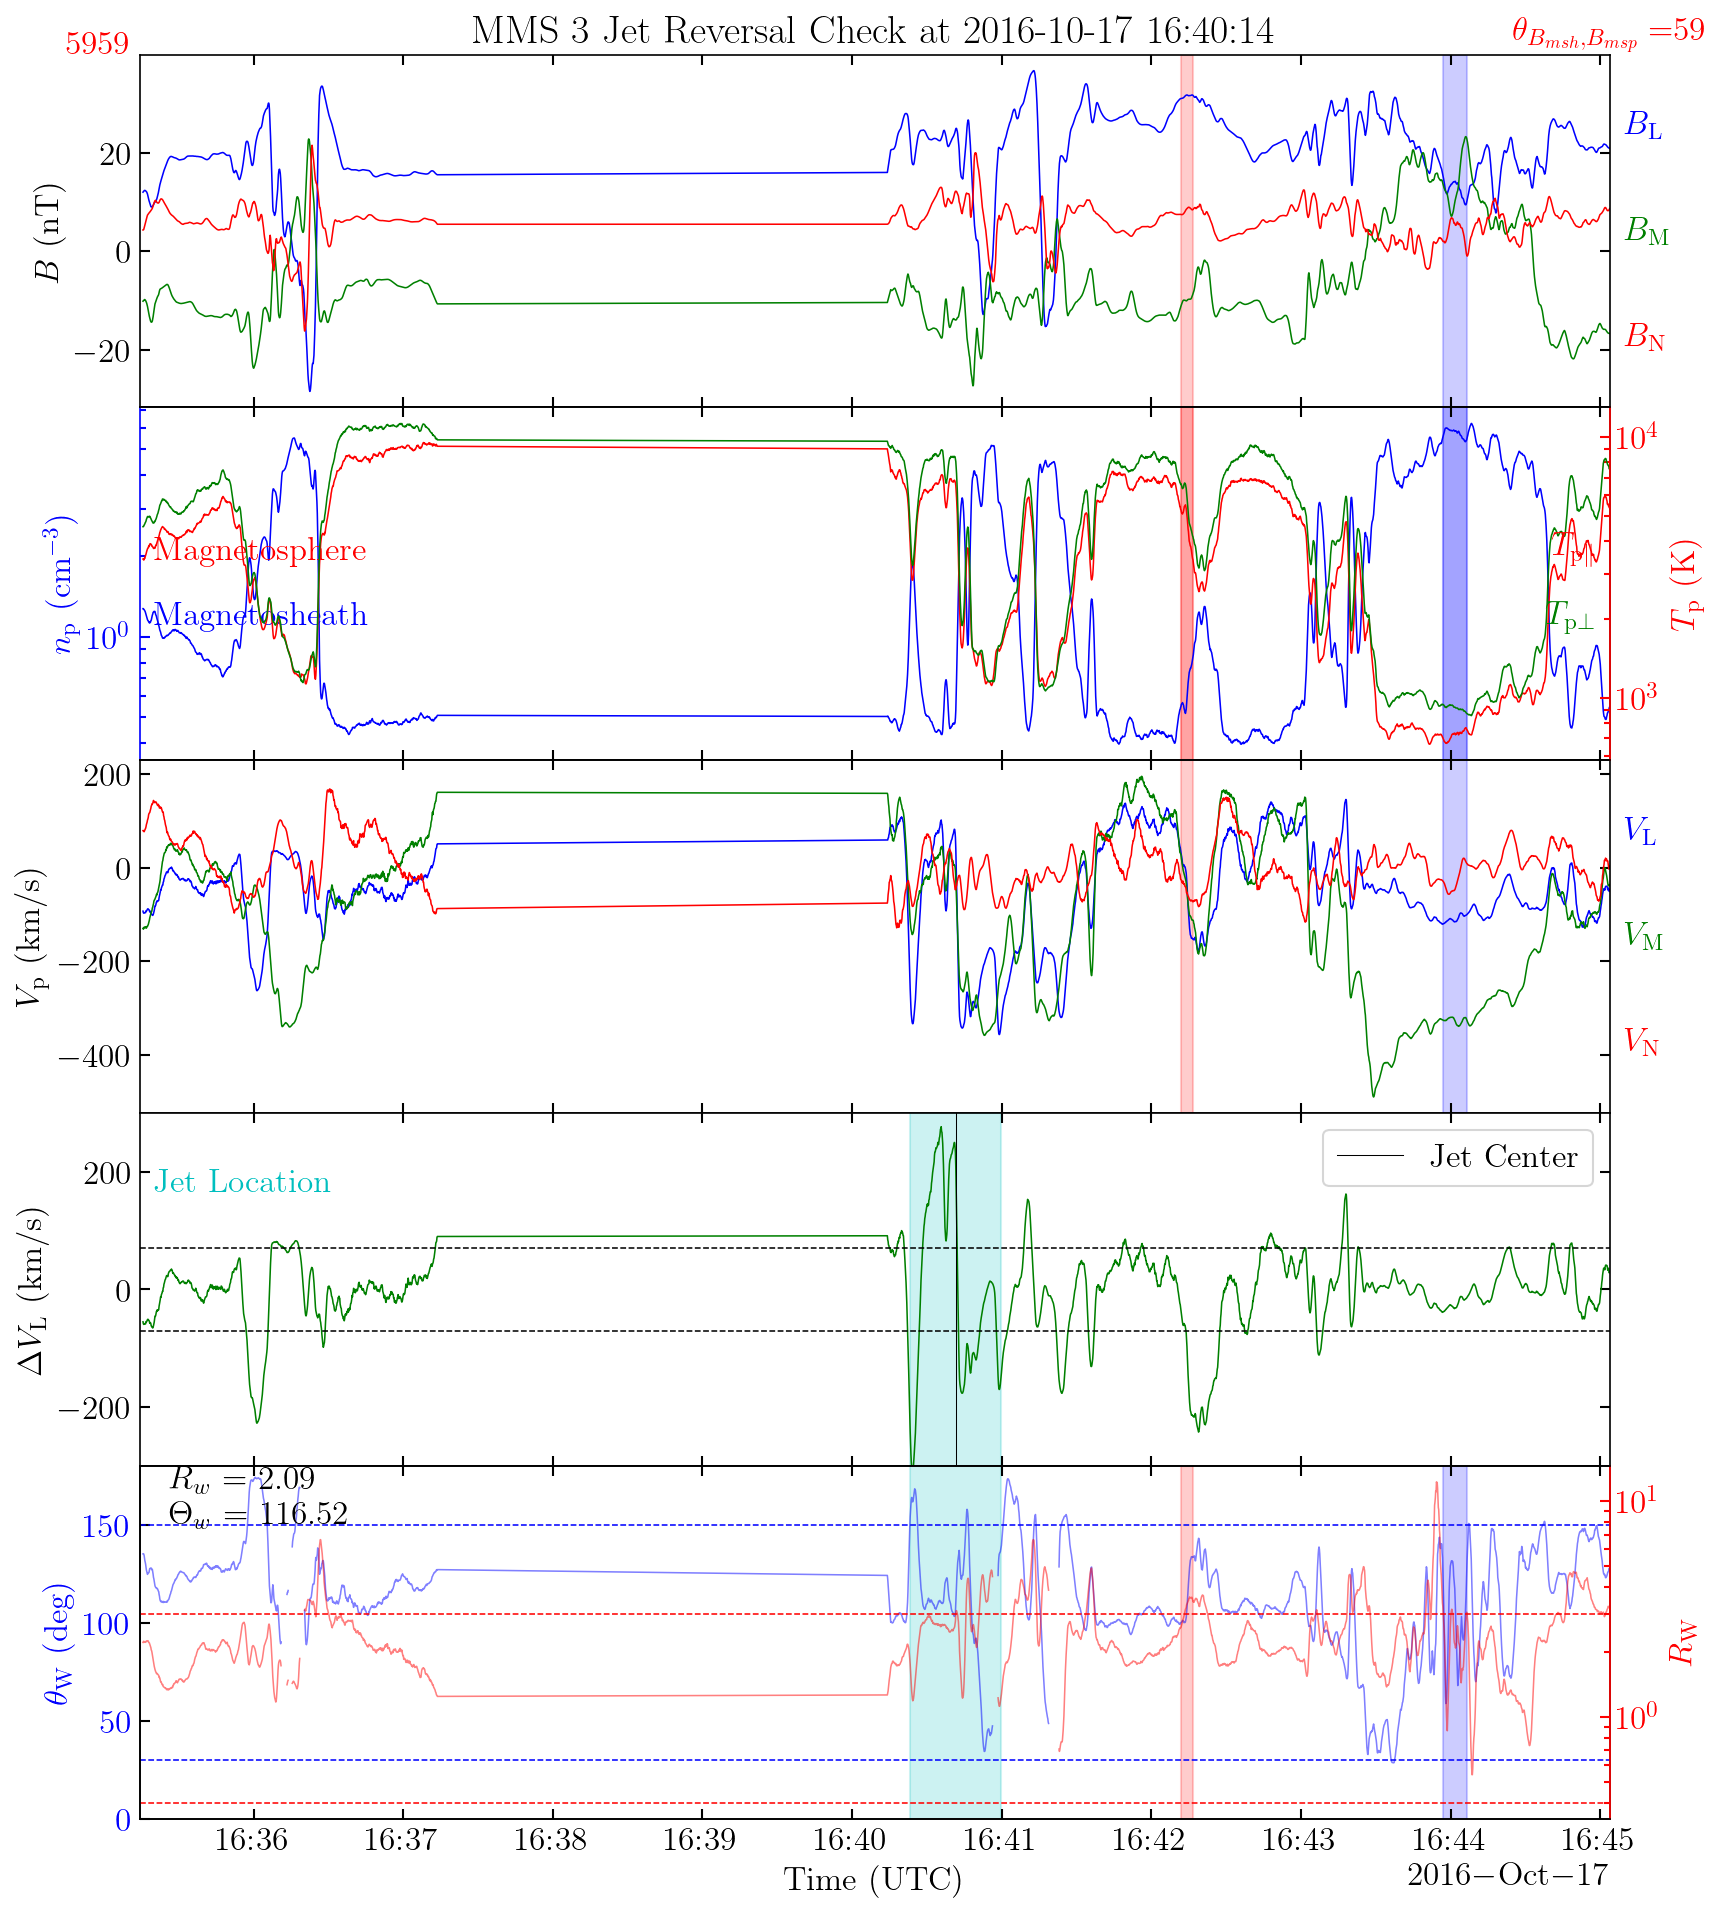 MMS 3 Jet Reversal Check at 2016-10-17 16:40:14
5959
θ_{B_{msh},B_{msp}} =59
B (nT)
20
0
−20
B_L
B_M
B_N
n_p (cm^{−3})
10^0
Magnetosphere
Magnetosheath
T_{p∥}
T_{p⊥}
10^4
10^3
T_p (K)
V_p (km/s)
200
0
−200
−400
V_L
V_M
V_N
ΔV_L (km/s)
200
0
−200
Jet Location
Jet Center
R_w = 2.09
Θ_w = 116.52
θ_W (deg)
150
100
50
0
10^1
10^0
R_W
16:36 16:37 16:38 16:39 16:40 16:41 16:42 16:43 16:44 16:45
Time (UTC)
2016−Oct−17